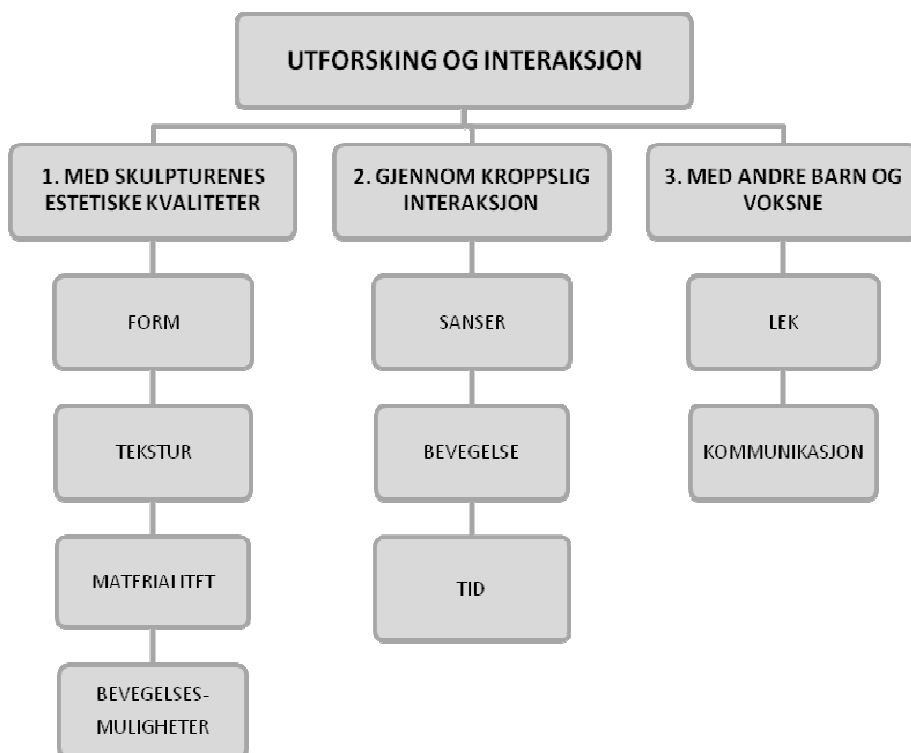 UTFORSKING OG INTERAKSJON
1. MED SKULPTURENES
ESTETISKE KVALITETER
2. GJENNOM KROPPSLIG
INTERAKSJON
3. MED ANDRE BARN OG
VOKSNE
FORM
SANSER
LEK
TEKSTUR
BEVEGELSE
KOMMUNIKASJON
MATERIALITET
TID
BEVEGELSES-
MULIGHETER